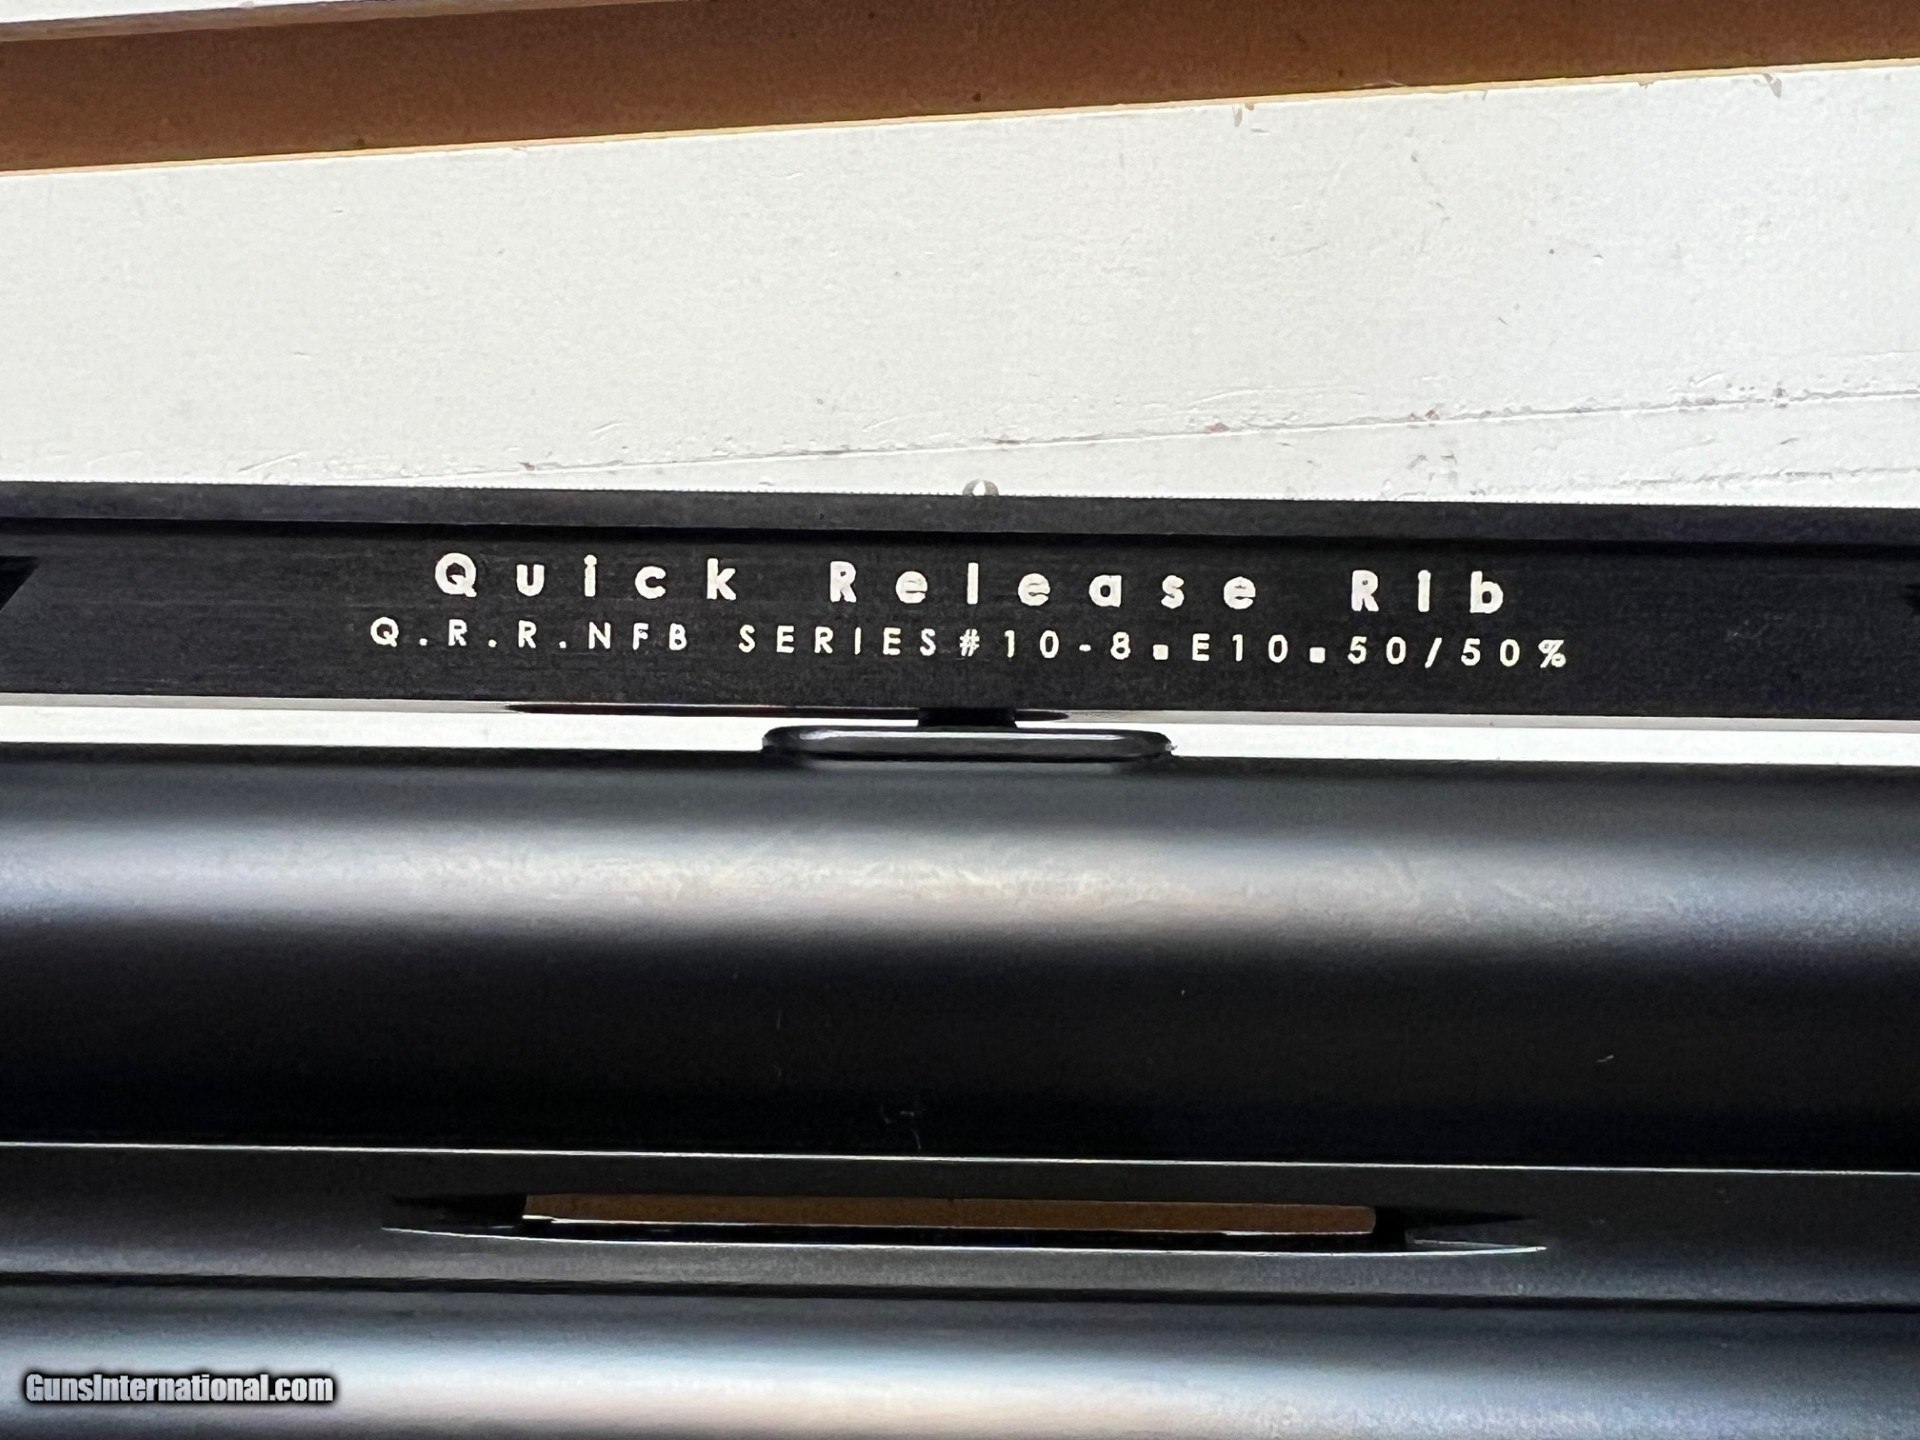 Quick Release Rib
Q.R.R.NFB SERIES#10-8▪E10▪50/50%
GunsInternational.com